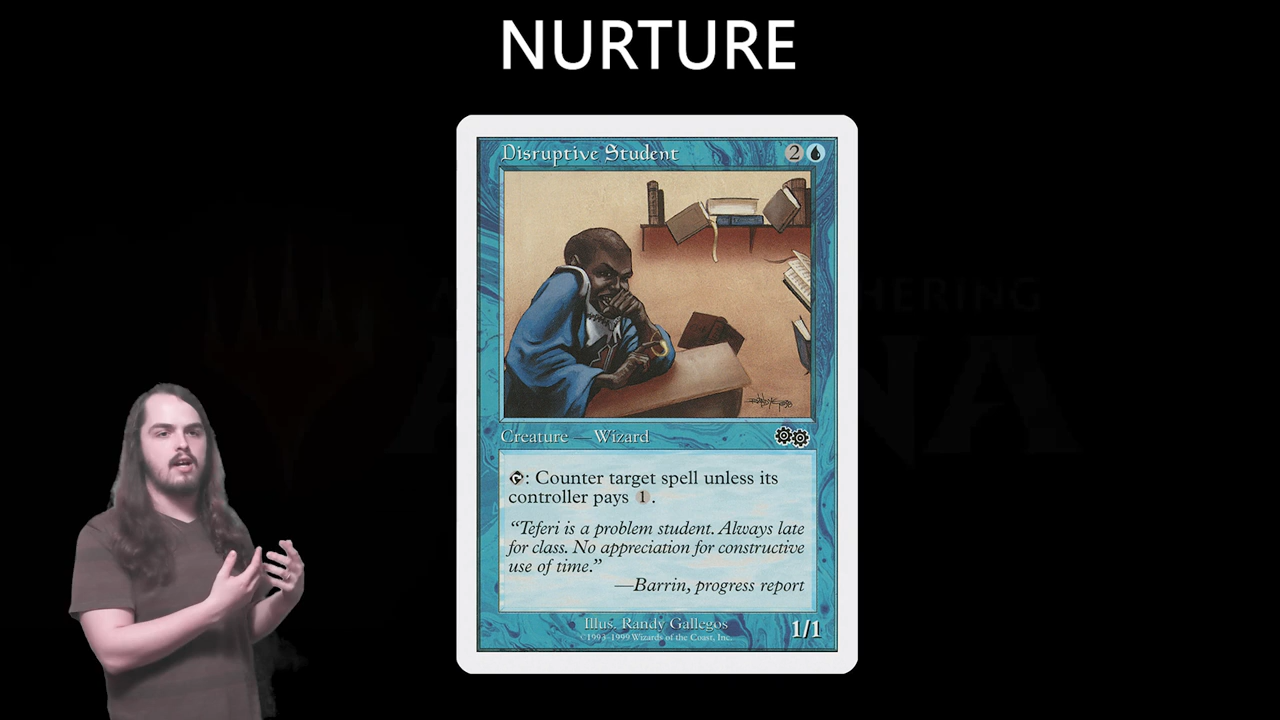 NURTURE
Disruptive Student 2
Creature — Wizard
: Counter target spell unless its
controller pays 1.
“Teferi is a problem student. Always late
for class. No appreciation for constructive
use of time.”
—Barrin, progress report
Illus. Randy Gallegos
©1993-1999 Wizards of the Coast, Inc.
1/1